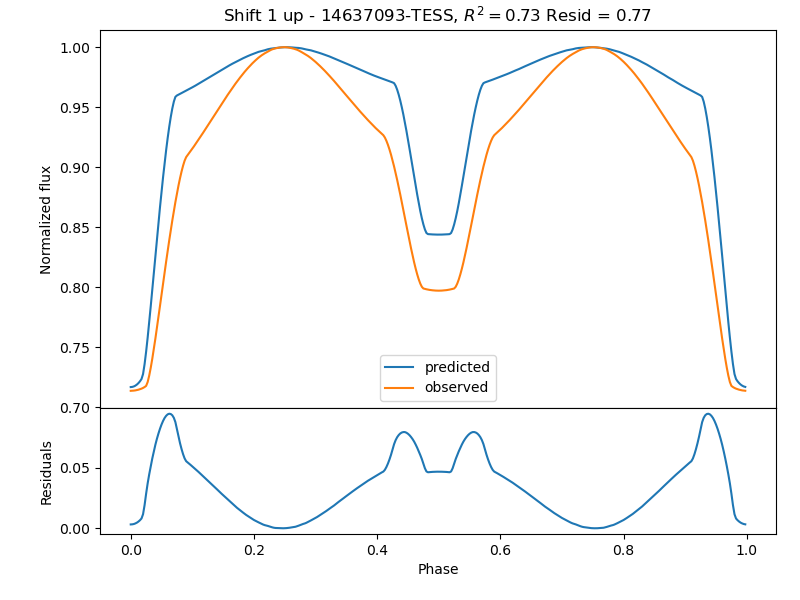 Shift 1 up - 14637093-TESS, R² = 0.73 Resid = 0.77
1.00
0.95
0.90
0.85
0.80
0.75
0.70
Normalized flux
predicted
observed
0.05
0.00
Residuals
0.0 0.2 0.4 0.6 0.8 1.0
Phase